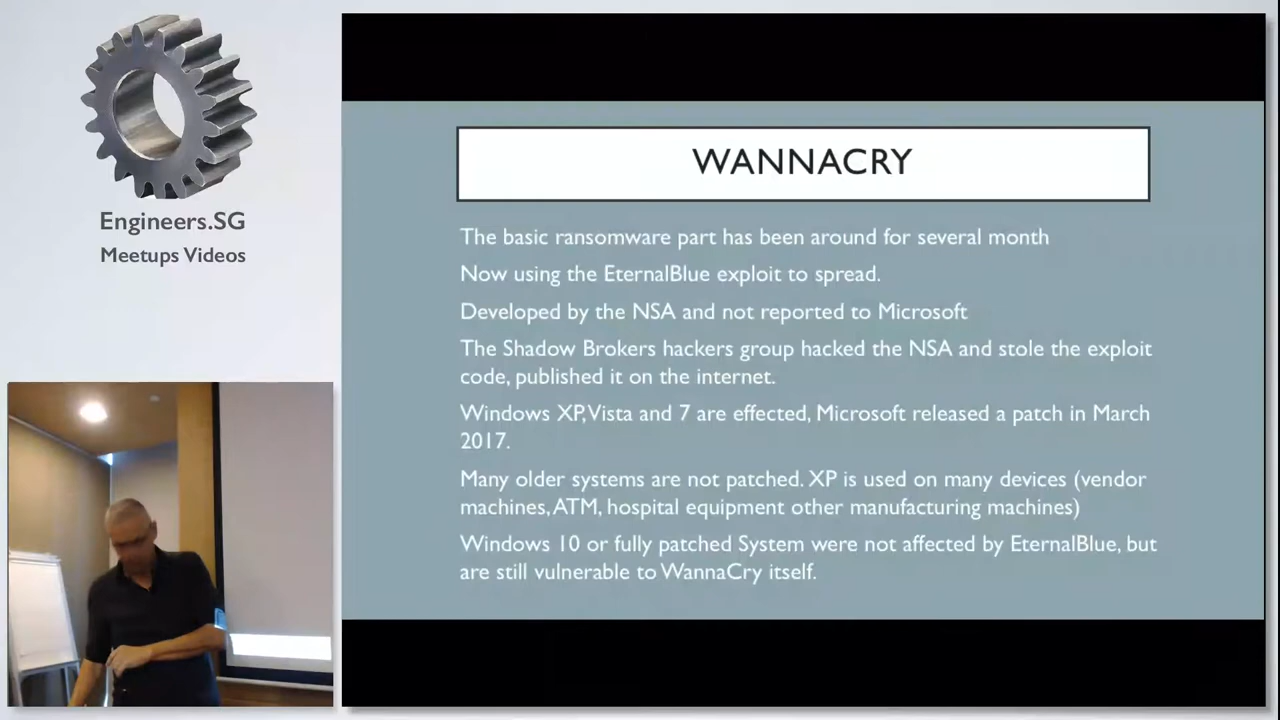 Engineers.SG
Meetups Videos
WANNACRY
The basic ransomware part has been around for several month
Now using the EternalBlue exploit to spread.
Developed by the NSA and not reported to Microsoft
The Shadow Brokers hackers group hacked the NSA and stole the exploit
code, published it on the internet.
Windows XP, Vista and 7 are effected, Microsoft released a patch in March
2017.
Many older systems are not patched. XP is used on many devices (vendor
machines, ATM, hospital equipment other manufacturing machines)
Windows 10 or fully patched System were not affected by EternalBlue, but
are still vulnerable to WannaCry itself.